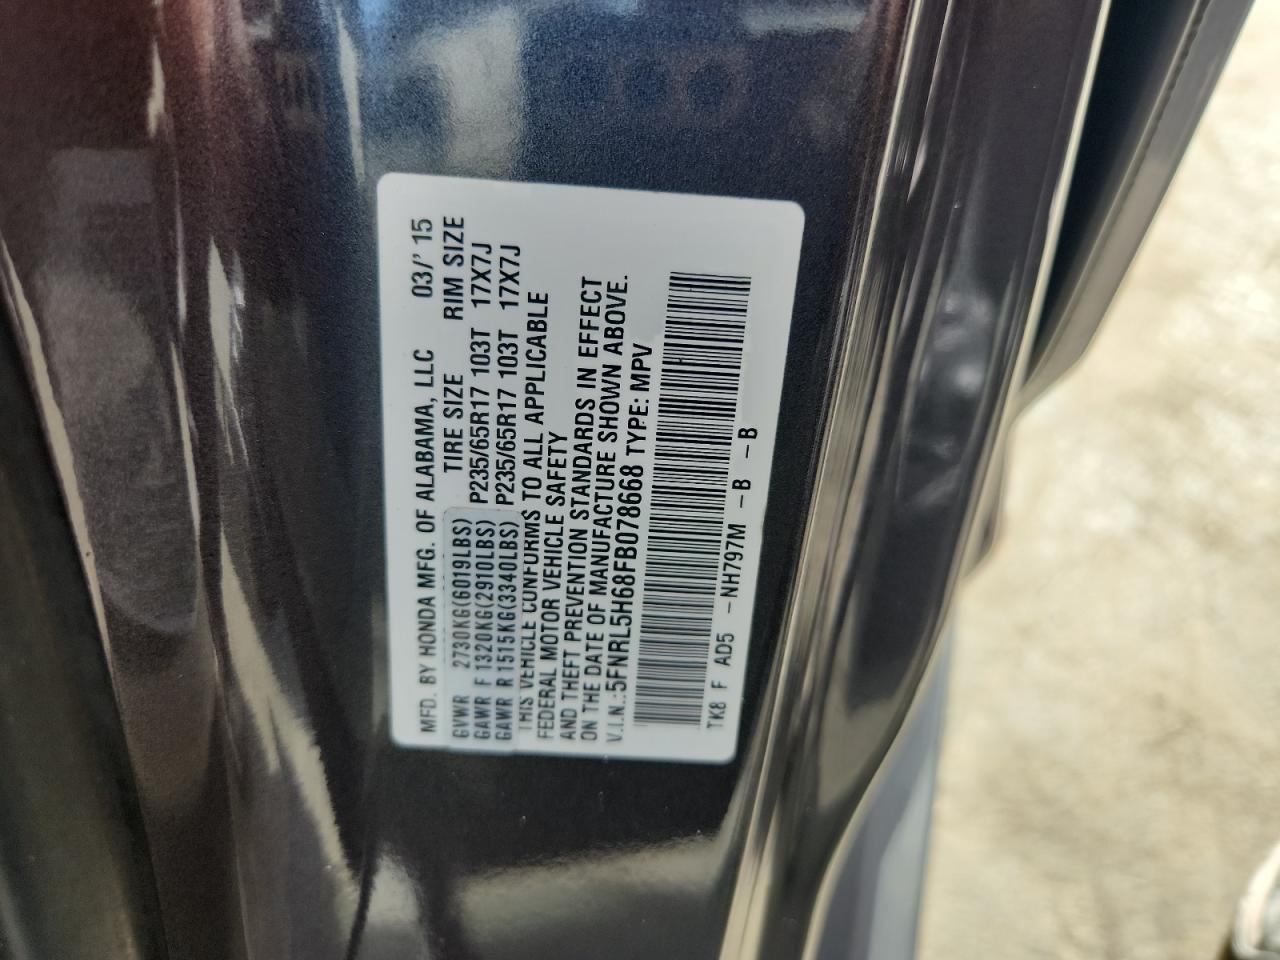 MFD. BY HONDA MFG. OF ALABAMA, LLC 03/' 15
TIRE SIZE RIM SIZE
GVWR 2730KG(6019LBS)
GAWR F 1320KG(2910LBS) P235/65R17 103T 17X7J
GAWR R 1515KG(3340LBS) P235/65R17 103T 17X7J
THIS VEHICLE CONFORMS TO ALL APPLICABLE
FEDERAL MOTOR VEHICLE SAFETY
AND THEFT PREVENTION STANDARDS IN EFFECT
ON THE DATE OF MANUFACTURE SHOWN ABOVE.
V.I.N.:5FNRL5H68FB078668 TYPE: MPV
TK8 F AD5 -NH797M -B -B